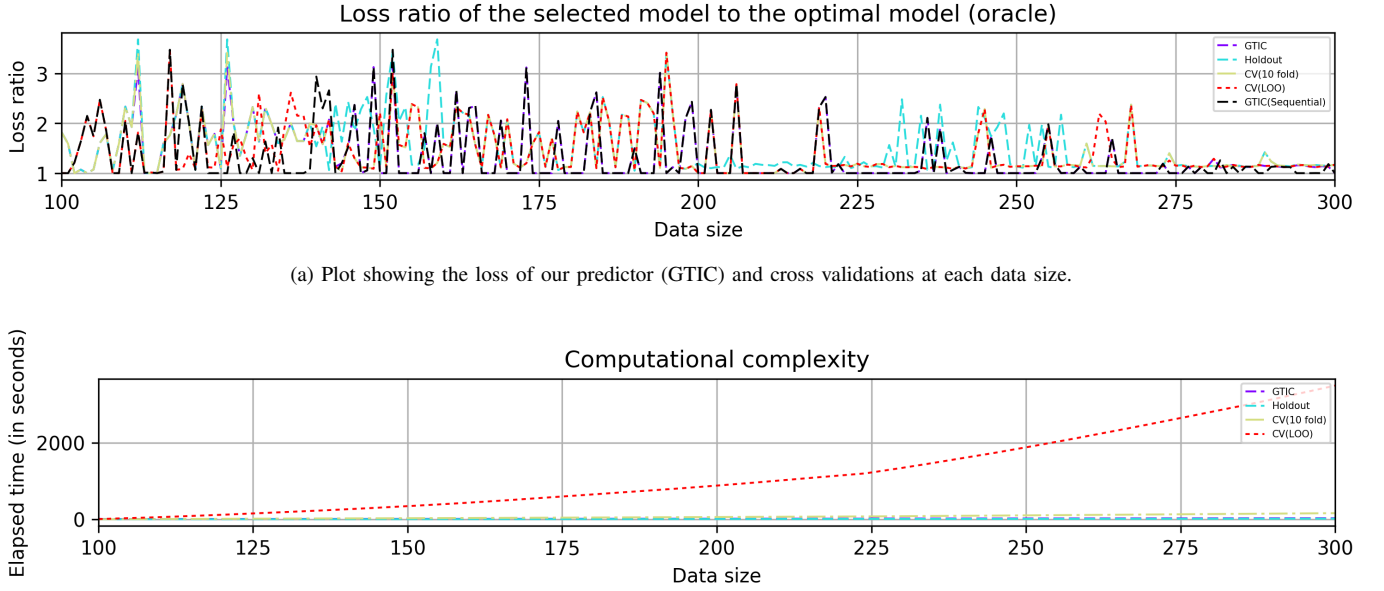 Loss ratio of the selected model to the optimal model (oracle)
Loss ratio
3
2
1
GTIC
Holdout
CV(10 fold)
CV(LOO)
GTIC(Sequential)
100 125 150 175 200 225 250 275 300
Data size
(a) Plot showing the loss of our predictor (GTIC) and cross validations at each data size.
Computational complexity
Elapsed time (in seconds)
2000
0
GTIC
Holdout
CV(10 fold)
CV(LOO)
100 125 150 175 200 225 250 275 300
Data size